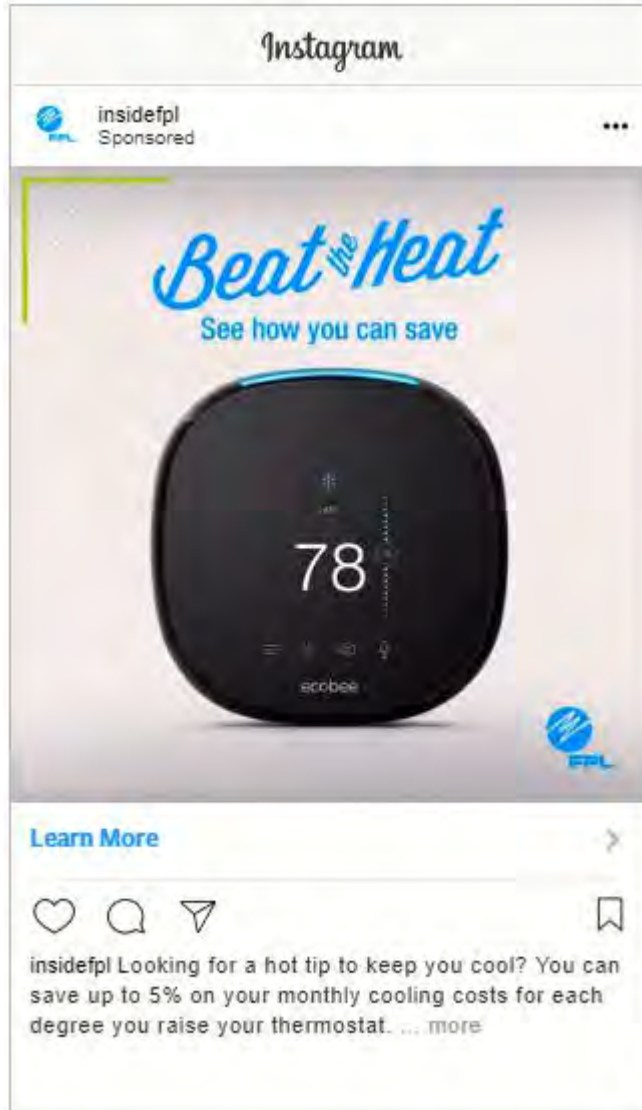 Instagram
insidefpl
FPL
Sponsored
Beat the Heat
See how you can save
78
ecobee
FPL
Learn More
insidefpl Looking for a hot tip to keep you cool? You can
save up to 5% on your monthly cooling costs for each
degree you raise your thermostat. ... more